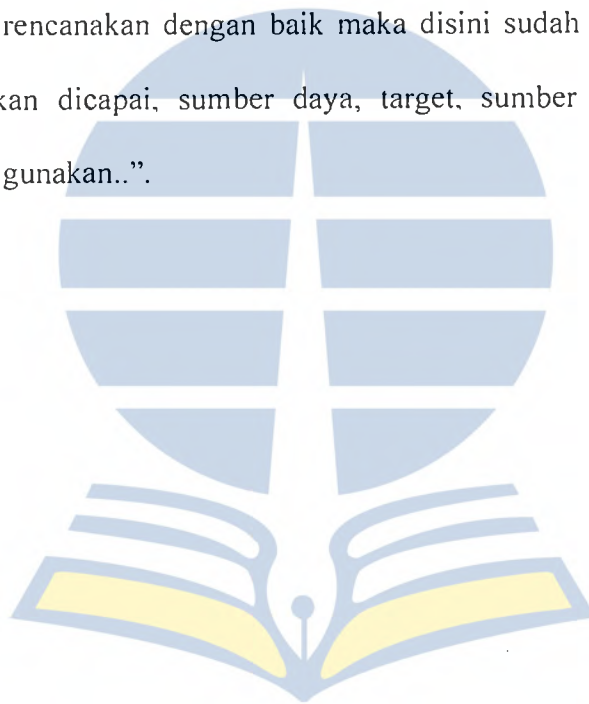 rencanakan dengan baik maka disini sudah
kan dicapai, sumber daya, target, sumber
gunakan..”.